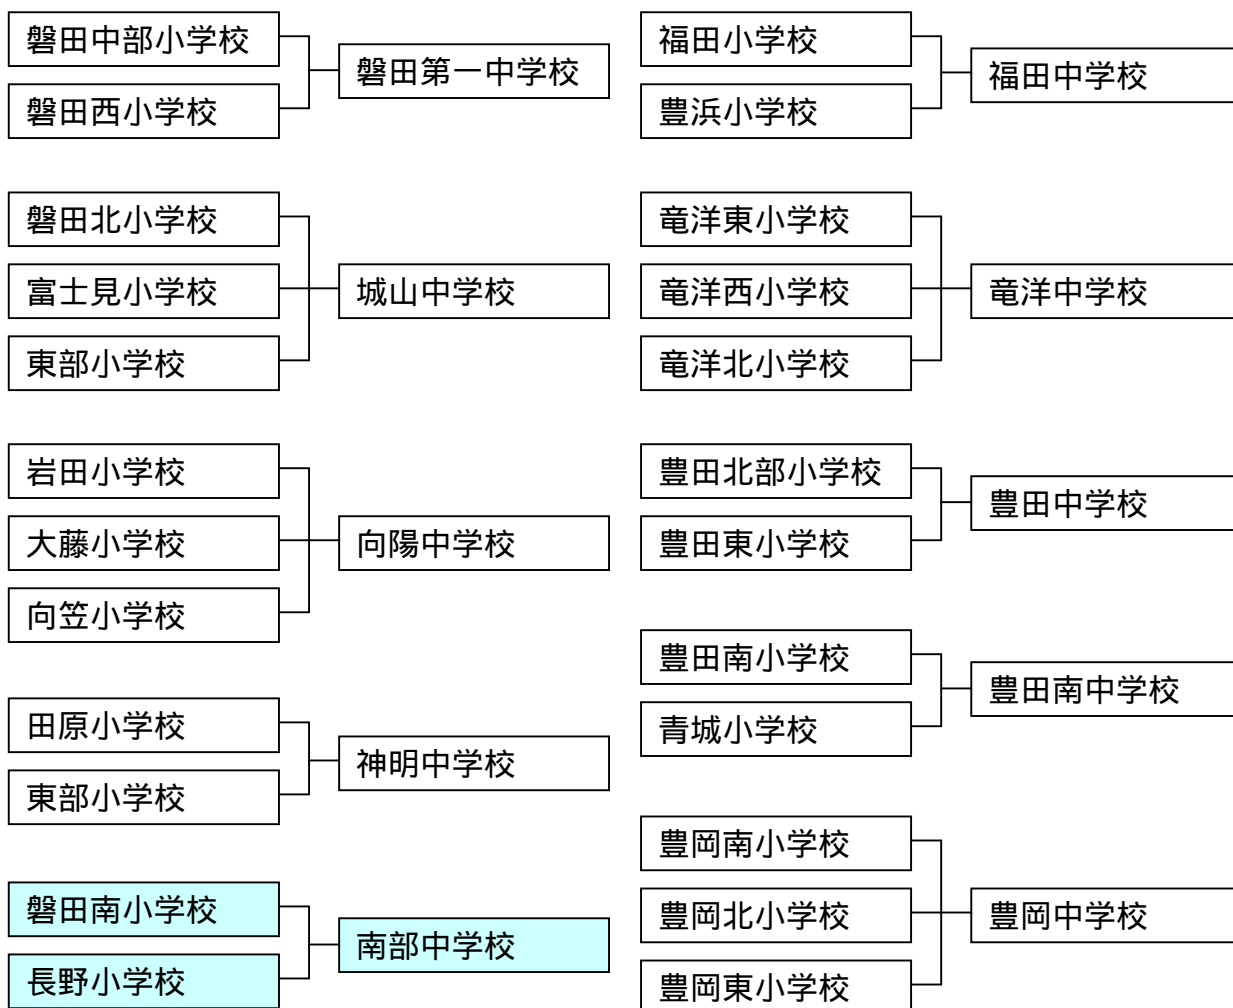 磐田中部小学校
磐田西小学校
磐田第一中学校
磐田北小学校
富士見小学校
東部小学校
城山中学校
岩田小学校
大藤小学校
向笠小学校
向陽中学校
田原小学校
東部小学校
神明中学校
磐田南小学校
長野小学校
南部中学校
福田小学校
豊浜小学校
福田中学校
竜洋東小学校
竜洋西小学校
竜洋北小学校
竜洋中学校
豊田北部小学校
豊田東小学校
豊田中学校
豊田南小学校
青城小学校
豊田南中学校
豊岡南小学校
豊岡北小学校
豊岡東小学校
豊岡中学校